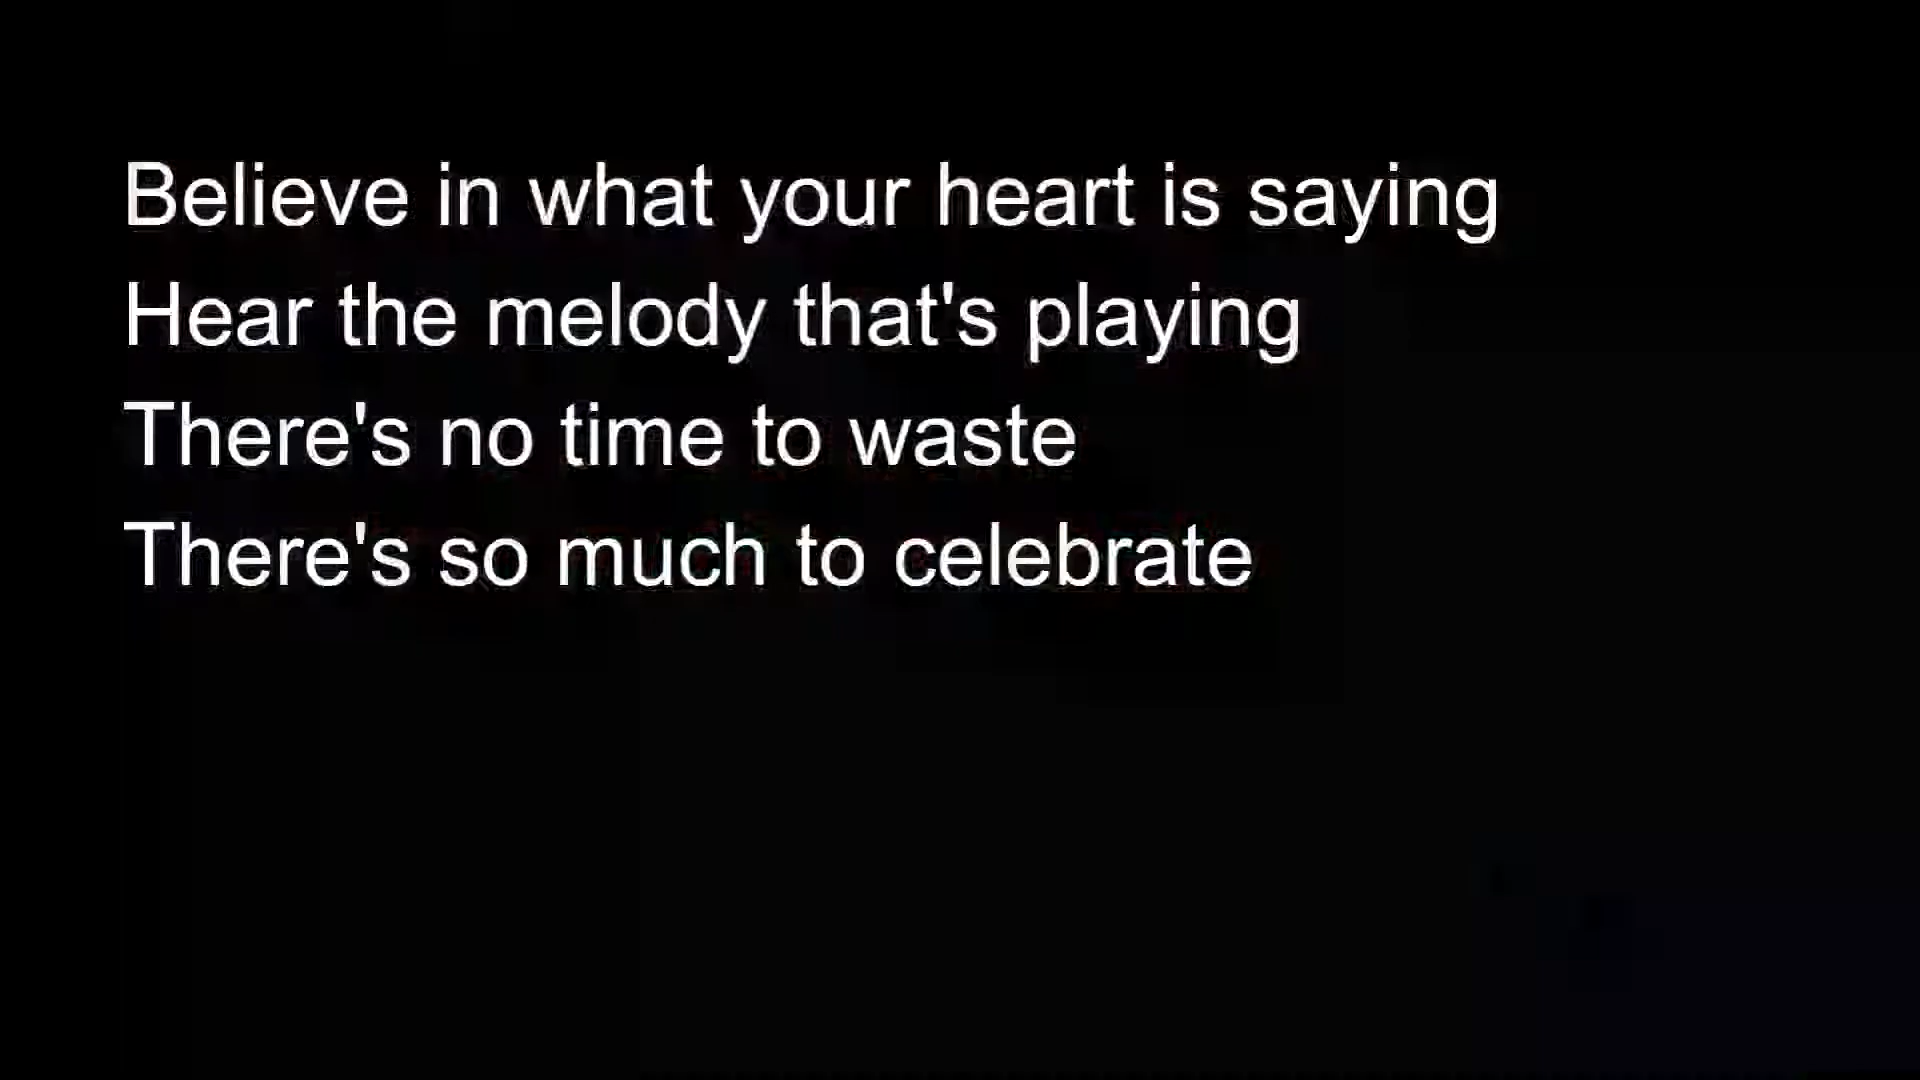 Believe in what your heart is saying
Hear the melody that's playing
There's no time to waste
There's so much to celebrate